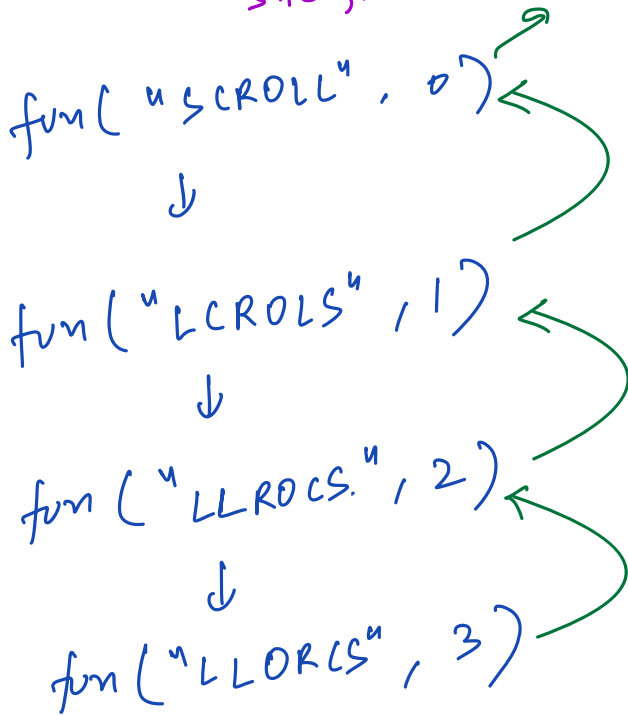 fun( "SCROLL", 0)
↓
fun("LCROLS", 1)
↓
fun("LLROCS.", 2)
↓
fun("LLORCS", 3)